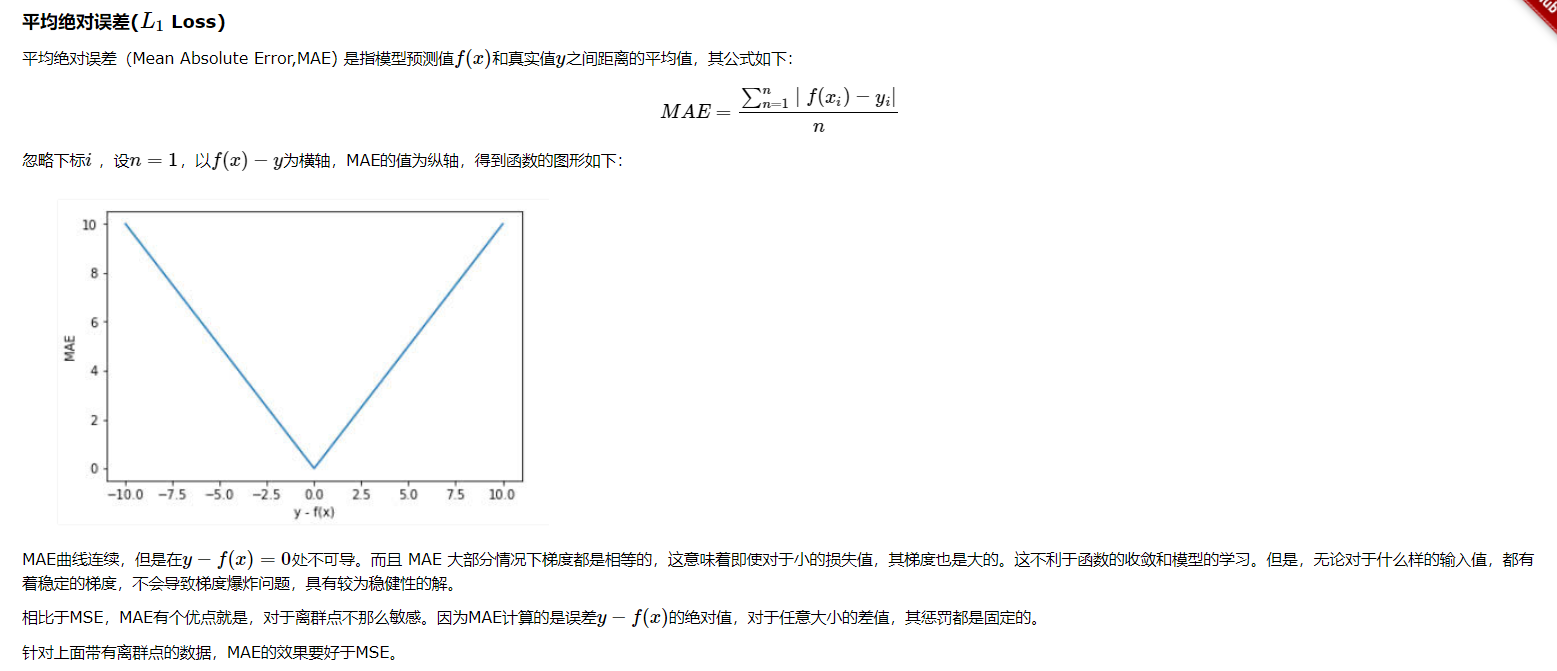 平均绝对误差(L₁ Loss)
平均绝对误差（Mean Absolute Error,MAE) 是指模型预测值f(x)和真实值y之间距离的平均值，其公式如下：
MAE = \frac{\sum_{n=1}^{n} | f(x_i) − y_i|}{n}
忽略下标i ，设n = 1，以f(x) − y为横轴，MAE的值为纵轴，得到函数的图形如下：
10
8
6
4
2
0
MAE
−10.0 −7.5 −5.0 −2.5 0.0 2.5 5.0 7.5 10.0
y - f(x)
MAE曲线连续，但是在y − f(x) = 0处不可导。而且 MAE 大部分情况下梯度都是相等的，这意味着即使对于小的损失值，其梯度也是大的。这不利于函数的收敛和模型的学习。但是，无论对于什么样的输入值，都有
着稳定的梯度，不会导致梯度爆炸问题，具有较为稳健性的解。
相比于MSE，MAE有个优点就是，对于离群点不那么敏感。因为MAE计算的是误差y − f(x)的绝对值，对于任意大小的差值，其惩罚都是固定的。
针对上面带有离群点的数据，MAE的效果要好于MSE。